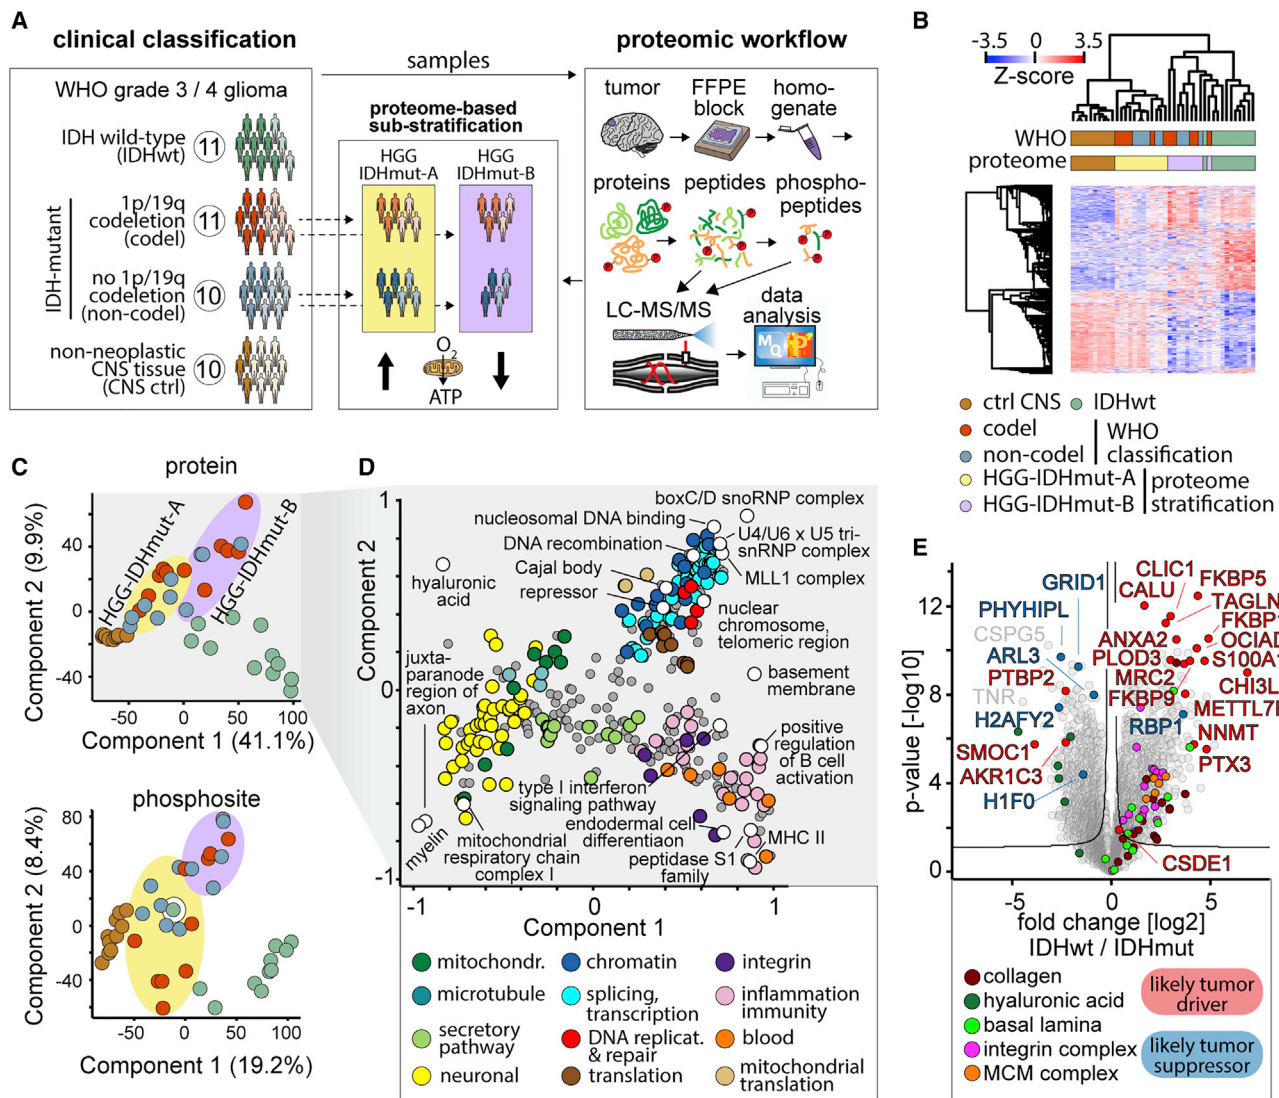 A
clinical classification
samples
proteomic workflow
WHO grade 3 / 4 glioma
IDH wild-type
(IDHwt)
11
IDH-mutant
1p/19q
codeletion
(codel)
11
no 1p/19q
codeletion
(non-codel)
10
non-neoplastic
CNS tissue
(CNS ctrl)
10
proteome-based
sub-stratification
HGG
IDHmut-A
HGG
IDHmut-B
O2
ATP
tumor
FFPE
block
homo-
genate
proteins
peptides
phospho-
peptides
P
P
P
P
P
P
P
LC-MS/MS
data
analysis
MQ
P
B
-3.5
0
3.5
Z-score
WHO
proteome
ctrl CNS
IDHwt
codel
non-codel
WHO
classification
HGG-IDHmut-A
HGG-IDHmut-B
proteome
stratification
C
protein
Component 2 (9.9%)
40
0
-40
HGG-IDHmut-A
HGG-IDHmut-B
-50
0
50
100
Component 1 (41.1%)
phosphosite
Component 2 (8.4%)
80
40
0
-40
-50
0
50
100
Component 1 (19.2%)
D
Component 2
1
0
-1
boxC/D snoRNP complex
nucleosomal DNA binding
U4/U6 x U5 tri-
snRNP complex
DNA recombination
MLL1 complex
Cajal body
repressor
hyaluronic
acid
nuclear
chromosome,
telomeric region
juxta-
paranode
region of
axon
basement
membrane
positive
regulation
of B cell
activation
type I interferon
signaling pathway
endodermal cell
differentiaon
MHC II
peptidase S1
family
mitochondrial
respiratory chain
complex I
myelin
-1
0
1
Component 1
mitochondr.
chromatin
integrin
microtubule
splicing,
transcription
inflammation
immunity
secretory
pathway
DNA replicat.
& repair
blood
neuronal
translation
mitochondrial
translation
E
p-value [-log10]
12
8
4
0
GRID1
CLIC1
FKBP5
PHYHIPL
CALU
TAGLN
CSPG5
FKBP1
ARL3
ANXA2
OCIAD
PTBP2
PLOD3
S100A1
TNR
MRC2
CHI3L
H2AFY2
FKBP9
METTL7
SMOC1
RBP1
NNMT
AKR1C3
PTX3
H1F0
CSDE1
-5
0
5
fold change [log2]
IDHwt / IDHmut
collagen
hyaluronic acid
basal lamina
integrin complex
MCM complex
likely tumor
driver
likely tumor
suppressor